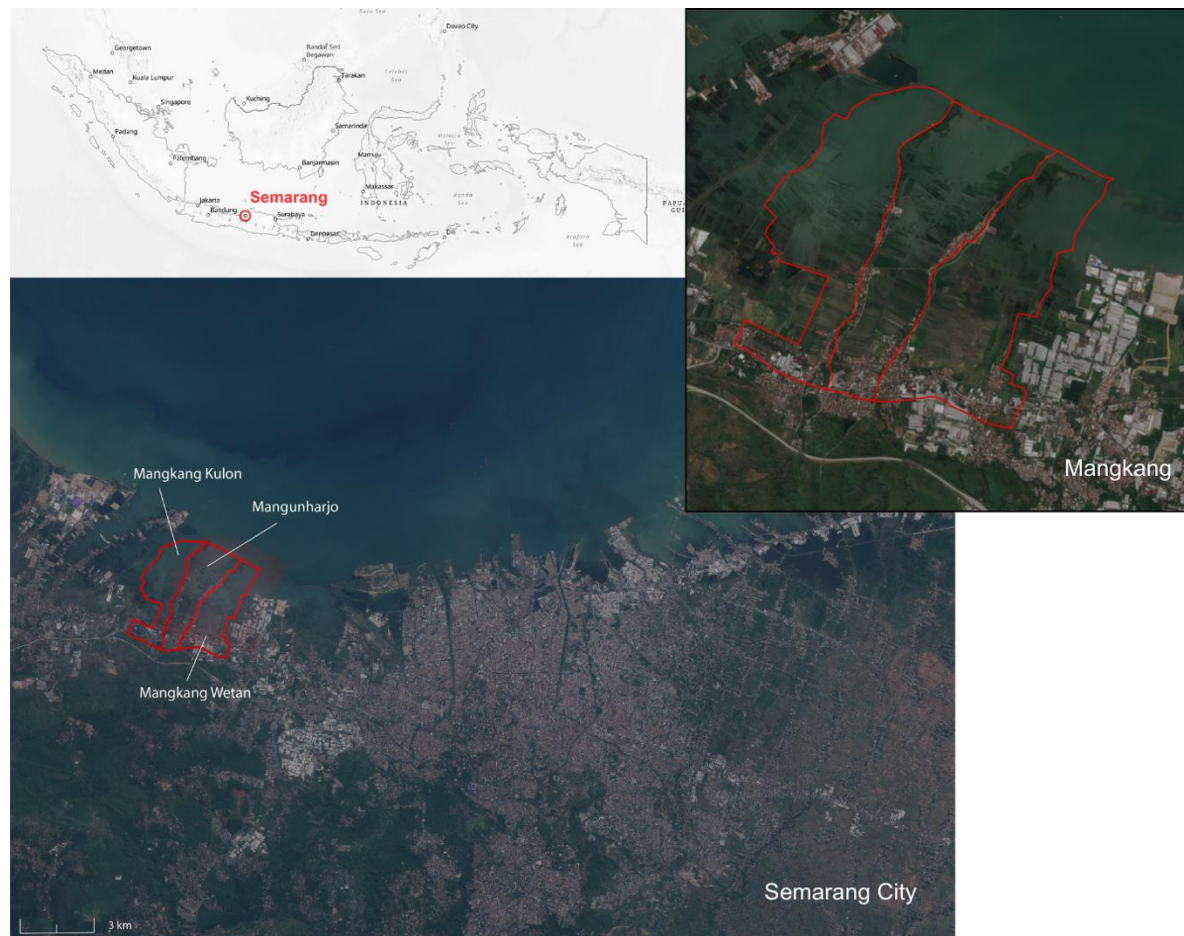 Sulu Sea
Davao City
Georgetown
Bandar Seri
Begawan
Medan
Kuala Lumpur
Celebes
Sea
Tarakan
Singapore
Kuching
Samarinda
Molucca
Sea
Padang
Palembang
Mamuju
Banjarmasin
Makassar
INDONESIA
Banda
Sea
Semarang
Jakarta
Bandung
Surabaya
Denpasar
Dili
Arafura
Sea
PAPUA
GUI
Mangkang
Mangkang Kulon
Mangunharjo
Mangkang Wetan
Semarang City
3 km